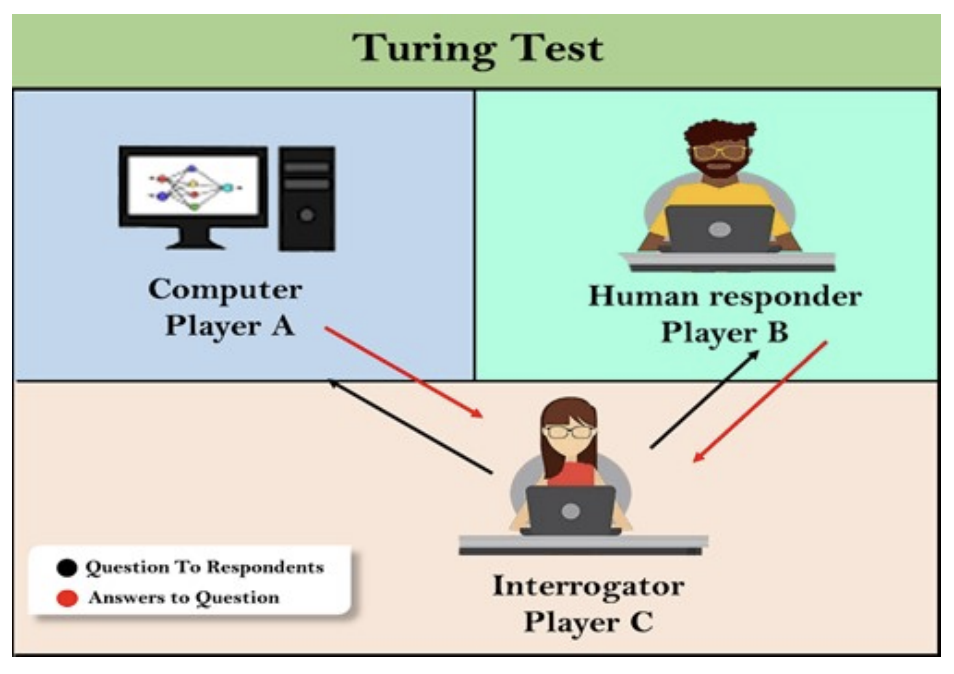 Turing Test
Computer
Player A
Human responder
Player B
Interrogator
Player C
Question To Respondents
Answers to Question